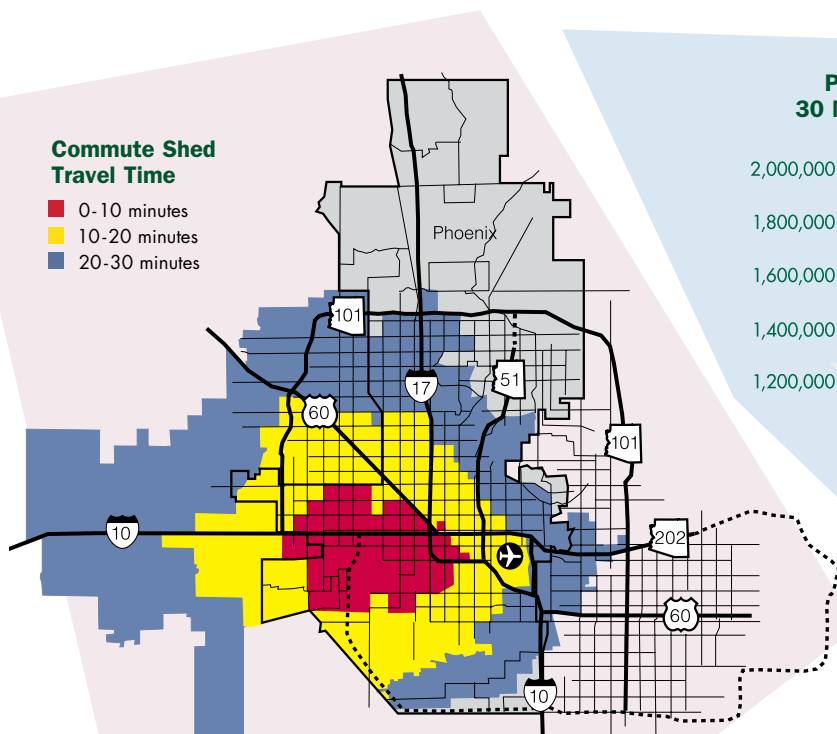 Commute Shed
Travel Time
0-10 minutes
10-20 minutes
20-30 minutes
P
30
2,000,000
1,800,000
1,600,000
1,400,000
1,200,000
Phoenix
101
17
51
60
101
10
202
60
10